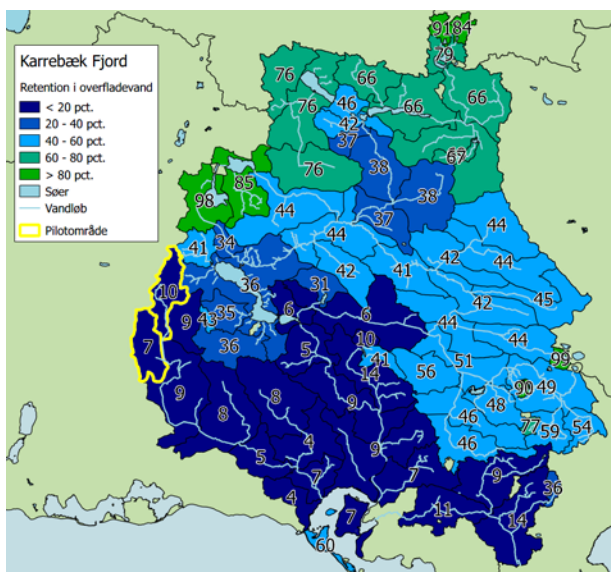 Karrebæk Fjord
Retention i overfladevand
< 20 pct.
20 - 40 pct.
40 - 60 pct.
60 - 80 pct.
> 80 pct.
Søer
Vandløb
Pilotområde
91 84
79
76 66
46 66 66
76
42
37 67
76 38
85 38
98 44
37 44
34 44
41 42 41 42 44
36 31 45
10 42
6 6
9 43 35 44
10 44
7 36 5 41 51 99
14 56
9 8 8 9 48 90 49
46 77 59 54
4 9 46
5 7 7 9 36
4 7 11 14
60